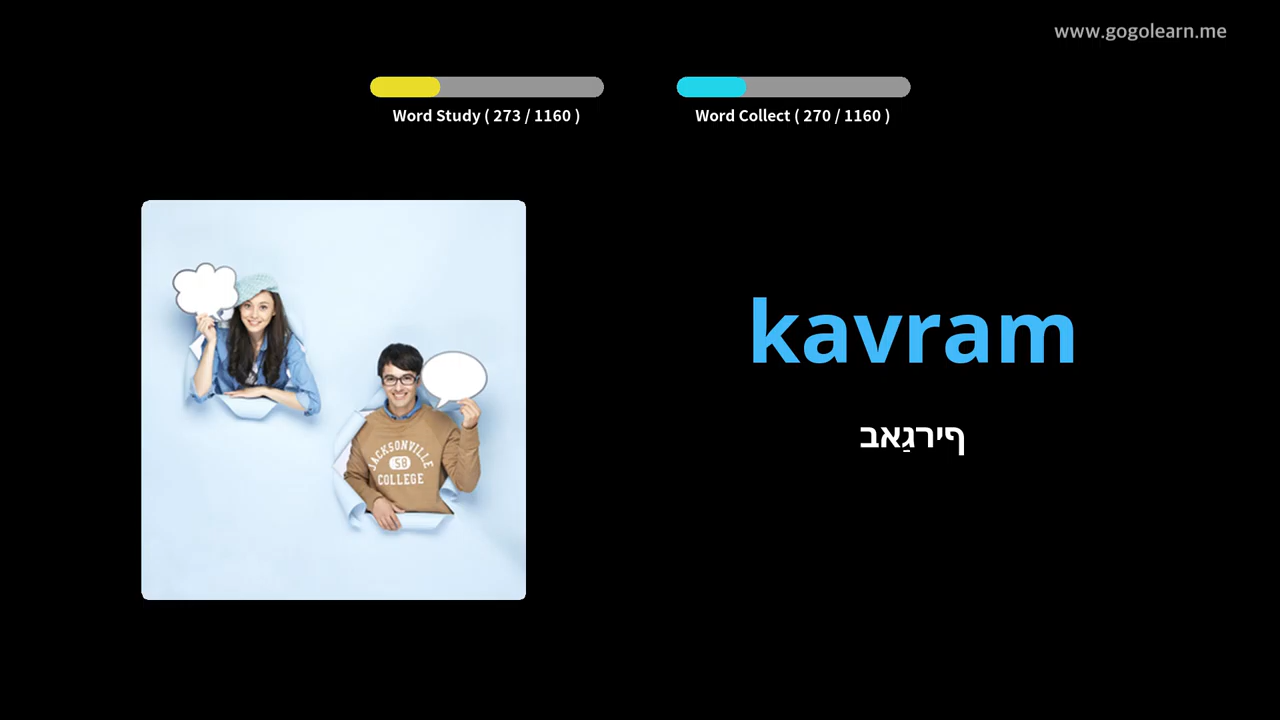 www.gogolearn.me
Word Study ( 273 / 1160 )
Word Collect ( 270 / 1160 )
JACKSONVILLE
58
COLLEGE
kavram
ףירגַאב